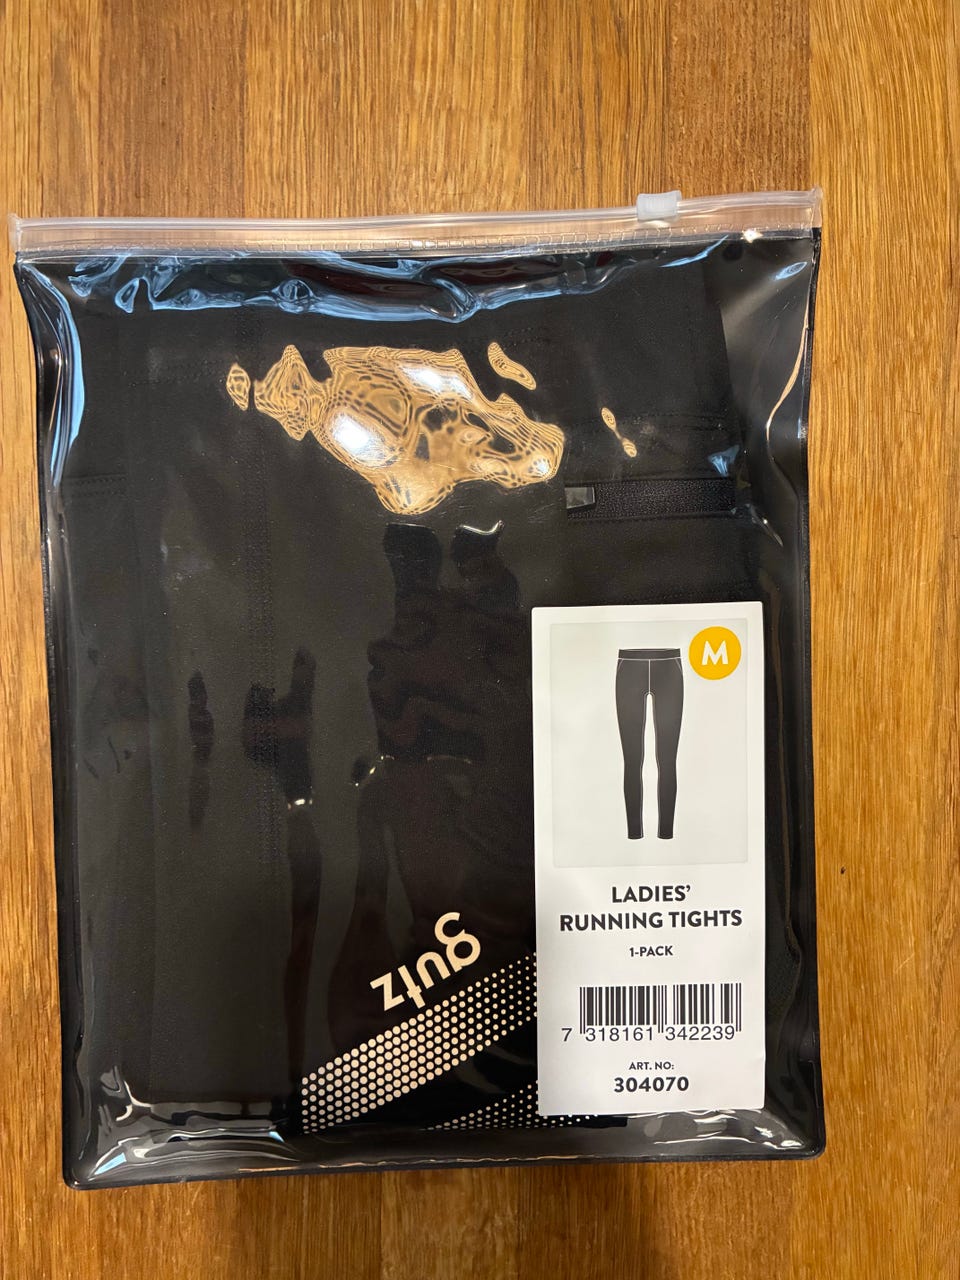 M
LADIES’
RUNNING TIGHTS
1-PACK
7 318161 342239
ART. NO:
304070
gutz